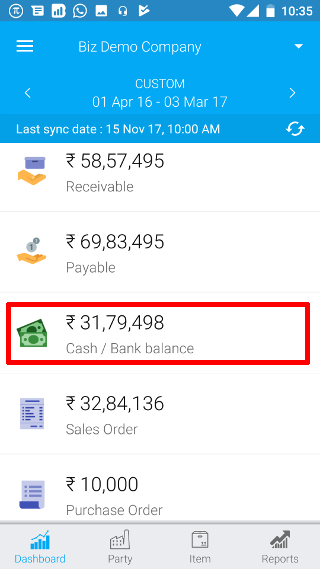 10:35
Biz Demo Company
CUSTOM
01 Apr 16 - 03 Mar 17
Last sync date : 15 Nov 17, 10:00 AM
₹ 58,57,495
Receivable
₹ 69,83,495
Payable
₹ 31,79,498
Cash / Bank balance
₹ 32,84,136
Sales Order
₹ 10,000
Purchase Order
Dashboard Party Item Reports